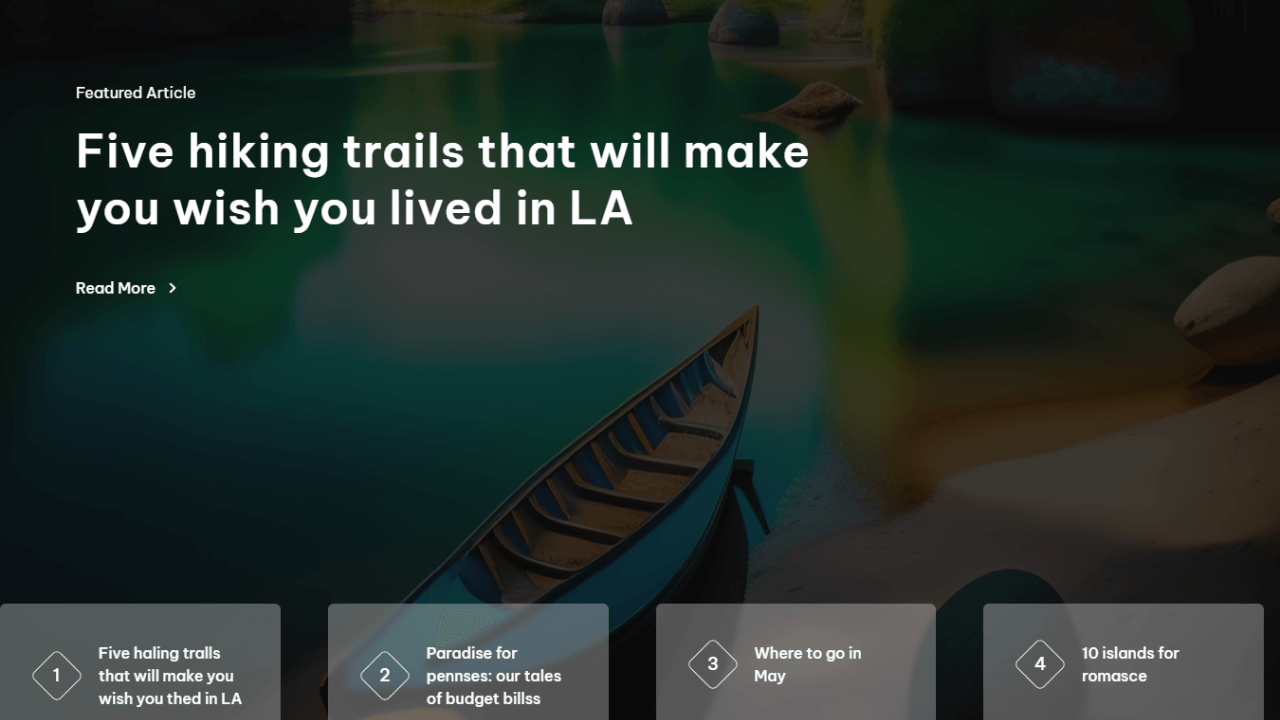 Featured Article
Five hiking trails that will make
you wish you lived in LA
Read More
1
Five haling tralls
that will make you
wish you thed in LA
2
Paradise for
pennses: our tales
of budget billss
3
Where to go in
May
4
10 islands for
romasce